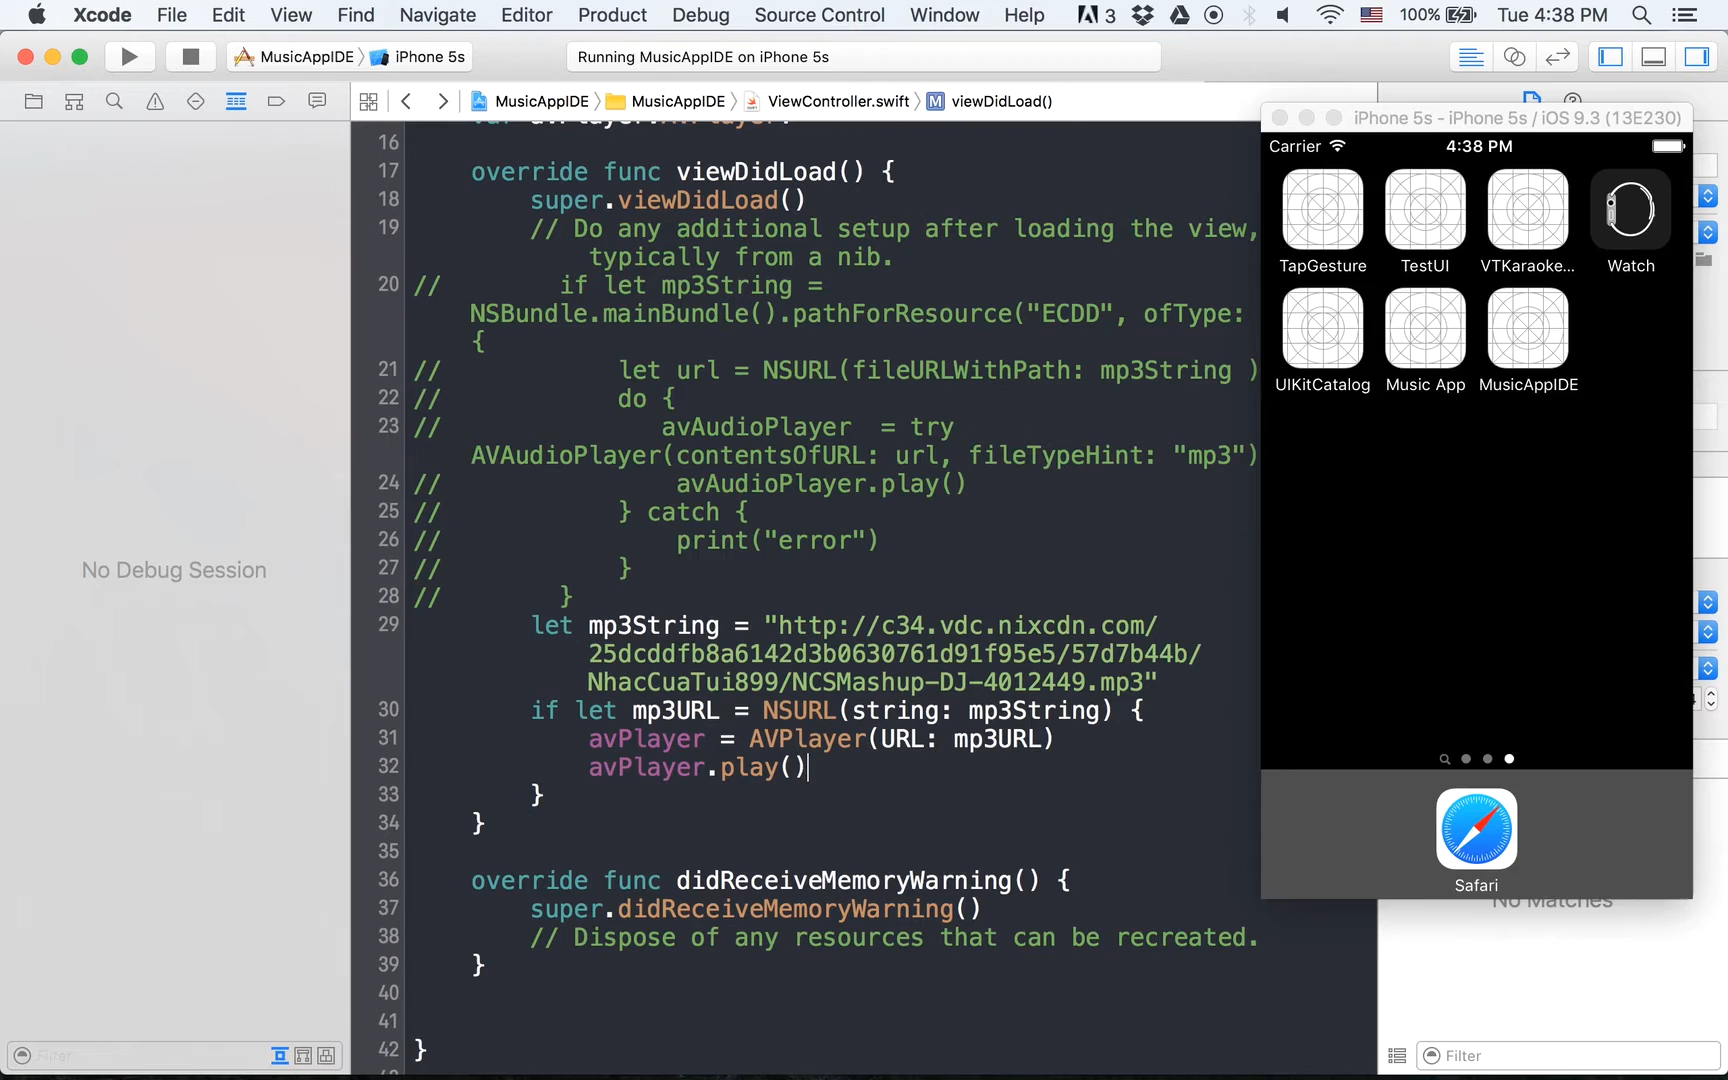 Xcode File Edit View Find Navigate Editor Product Debug Source Control Window Help 3 100% Tue 4:38 PM
MusicAppIDE iPhone 5s Running MusicAppIDE on iPhone 5s
MusicAppIDE MusicAppIDE ViewController.swift M viewDidLoad()
iPhone 5s - iPhone 5s / iOS 9.3 (13E230)
16
17 override func viewDidLoad() {
18 super.viewDidLoad()
19 // Do any additional setup after loading the view,
typically from a nib.
20 // if let mp3String =
NSBundle.mainBundle().pathForResource("ECDD", ofType:
{
21 // let url = NSURL(fileURLWithPath: mp3String )
22 // do {
23 // avAudioPlayer = try
AVAudioPlayer(contentsOfURL: url, fileTypeHint: "mp3")
24 // avAudioPlayer.play()
25 // } catch {
26 // print("error")
27 // }
28 // }
29 let mp3String = "http://c34.vdc.nixcdn.com/
25dcddfb8a6142d3b0630761d91f95e5/57d7b44b/
NhacCuaTui899/NCSMashup-DJ-4012449.mp3"
30 if let mp3URL = NSURL(string: mp3String) {
31 avPlayer = AVPlayer(URL: mp3URL)
32 avPlayer.play()
33 }
34 }
35
36 override func didReceiveMemoryWarning() {
37 super.didReceiveMemoryWarning()
38 // Dispose of any resources that can be recreated.
39 }
40
41
42 }
No Debug Session
Filter
Carrier 4:38 PM
TapGesture TestUI VTKaraoke... Watch
UIKitCatalog Music App MusicAppIDE
Safari
No Matches
Filter